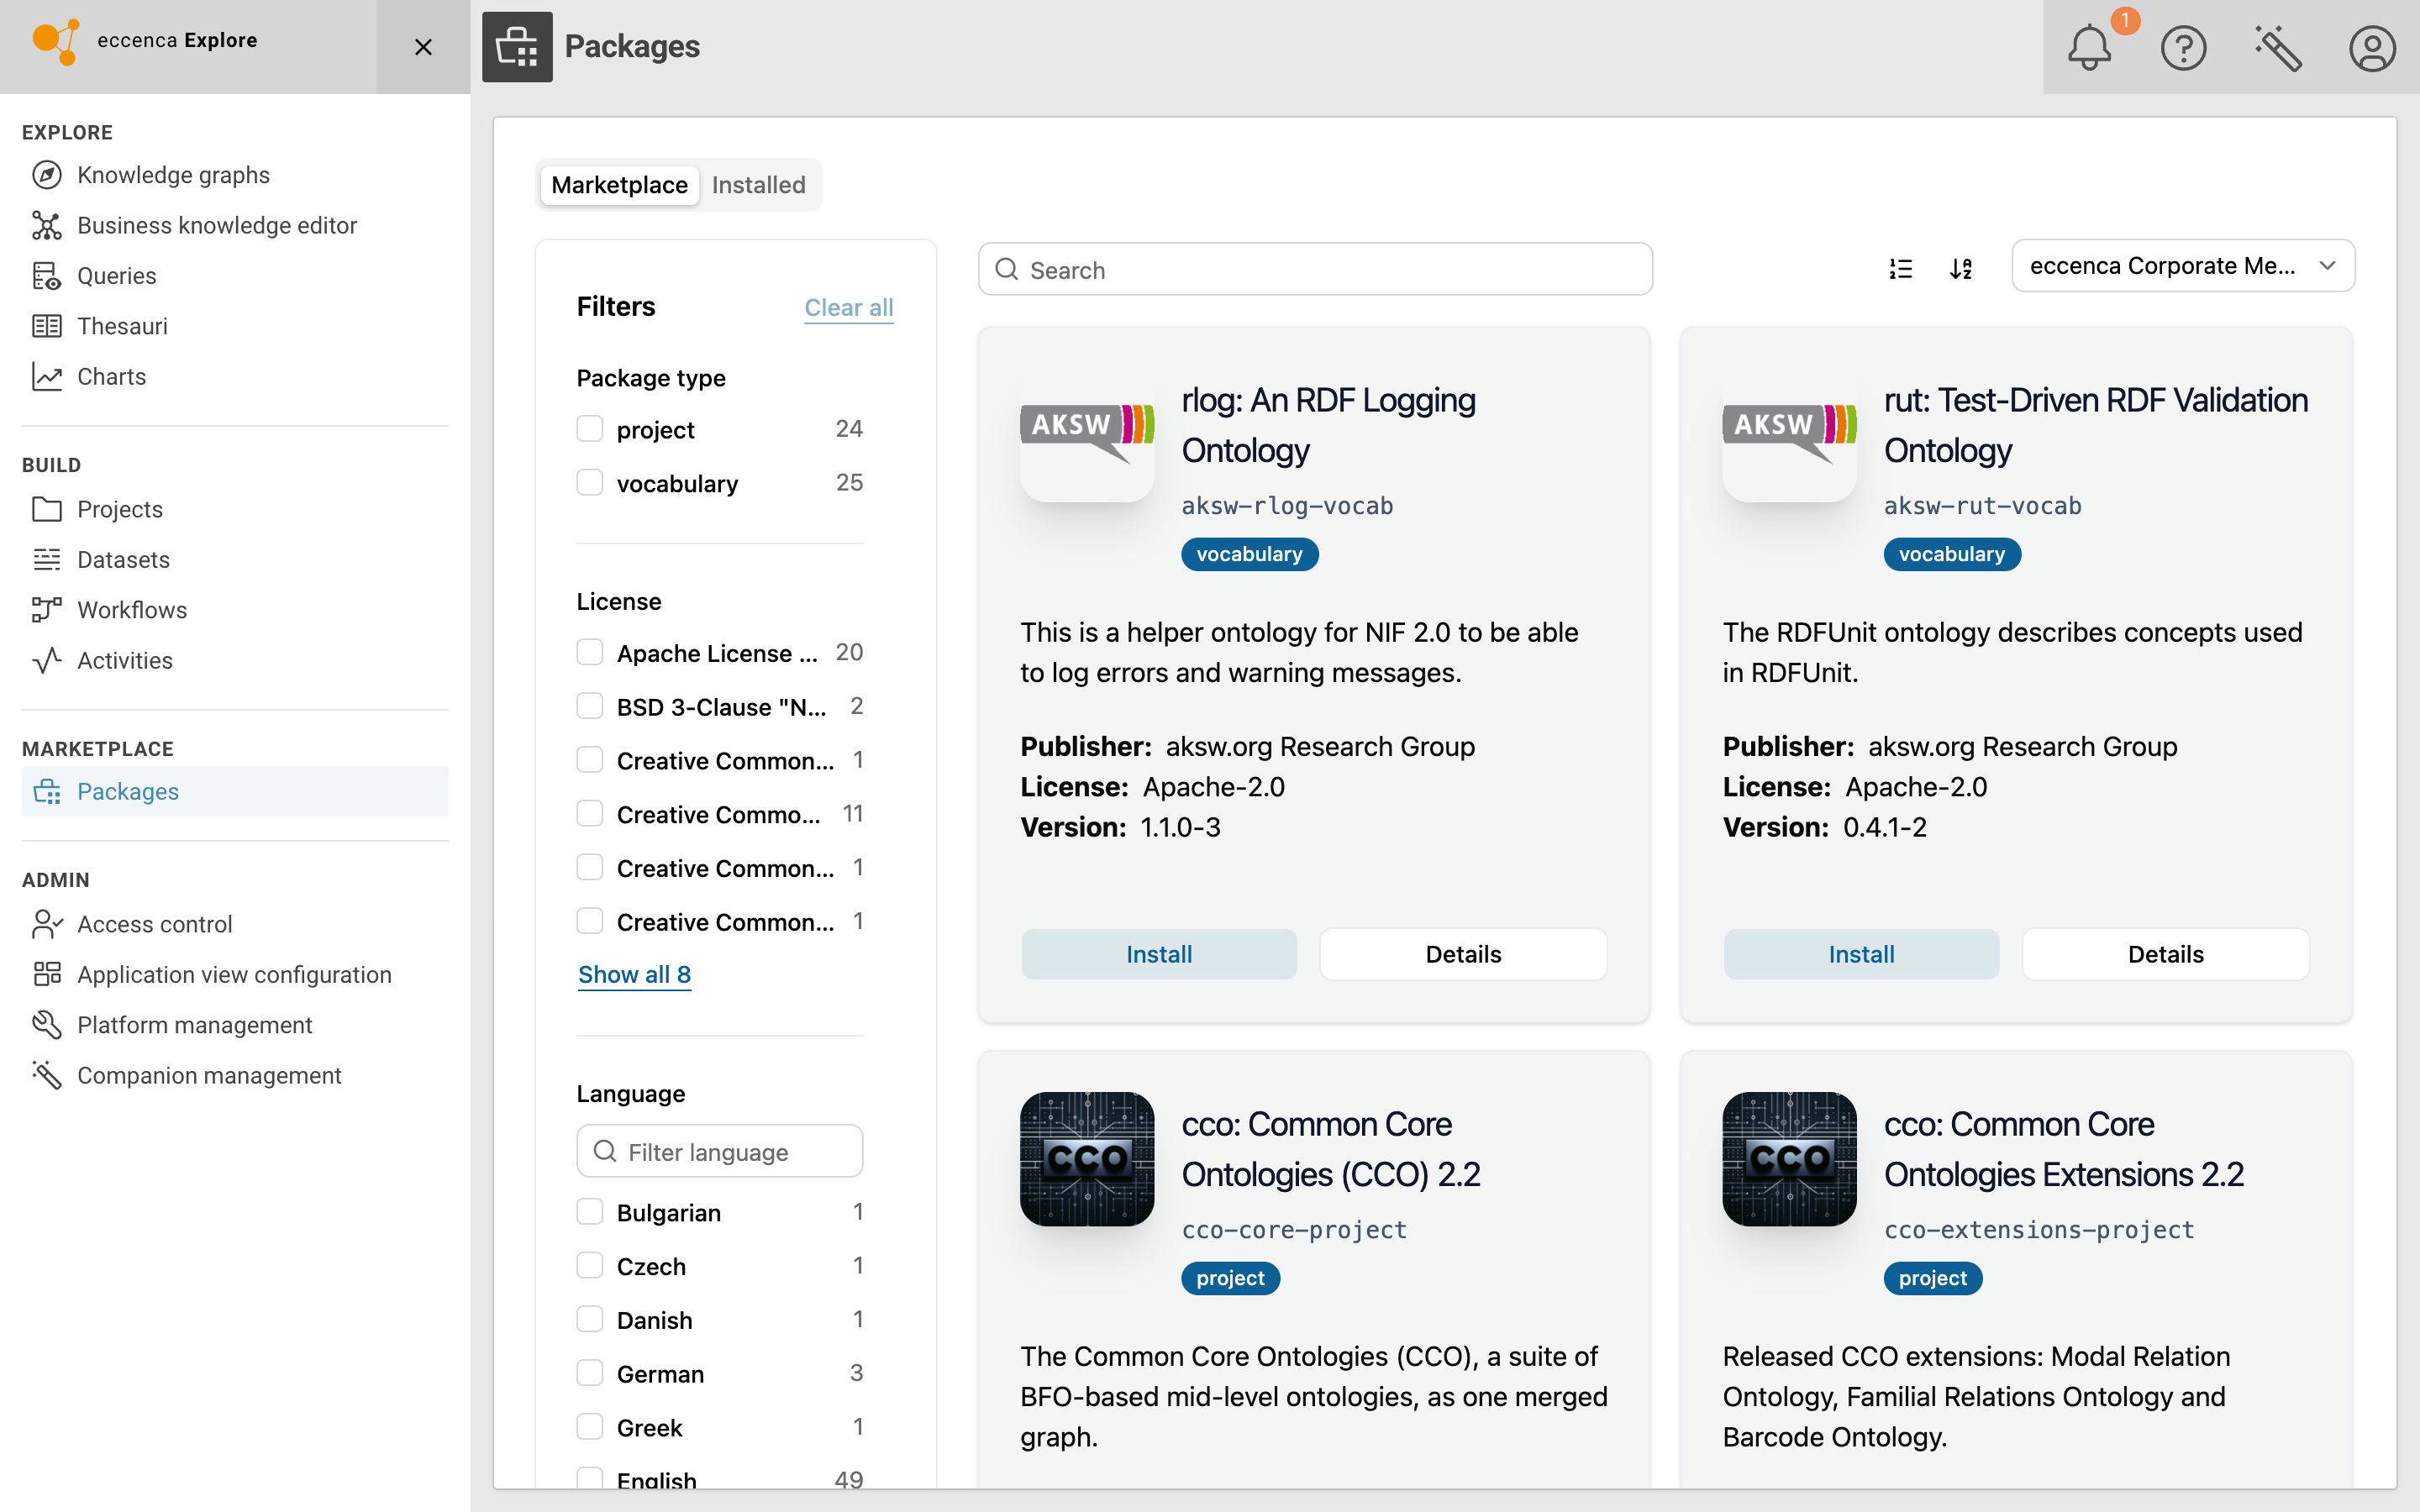 eccenca Explore
Packages
1
EXPLORE
Knowledge graphs
Business knowledge editor
Queries
Thesauri
Charts
BUILD
Projects
Datasets
Workflows
Activities
MARKETPLACE
Packages
ADMIN
Access control
Application view configuration
Platform management
Companion management
Marketplace
Installed
Filters
Clear all
Package type
project 24
vocabulary 25
License
Apache License ... 20
BSD 3-Clause "N... 2
Creative Common... 1
Creative Commo... 11
Creative Common... 1
Creative Common... 1
Show all 8
Language
Filter language
Bulgarian 1
Czech 1
Danish 1
German 3
Greek 1
English 49
Search
eccenca Corporate Me...
AKSW
rlog: An RDF Logging
Ontology
aksw-rlog-vocab
vocabulary
This is a helper ontology for NIF 2.0 to be able
to log errors and warning messages.
Publisher: aksw.org Research Group
License: Apache-2.0
Version: 1.1.0-3
Install
Details
AKSW
rut: Test-Driven RDF Validation
Ontology
aksw-rut-vocab
vocabulary
The RDFUnit ontology describes concepts used
in RDFUnit.
Publisher: aksw.org Research Group
License: Apache-2.0
Version: 0.4.1-2
Install
Details
CCO
cco: Common Core
Ontologies (CCO) 2.2
cco-core-project
project
The Common Core Ontologies (CCO), a suite of
BFO-based mid-level ontologies, as one merged
graph.
CCO
cco: Common Core
Ontologies Extensions 2.2
cco-extensions-project
project
Released CCO extensions: Modal Relation
Ontology, Familial Relations Ontology and
Barcode Ontology.